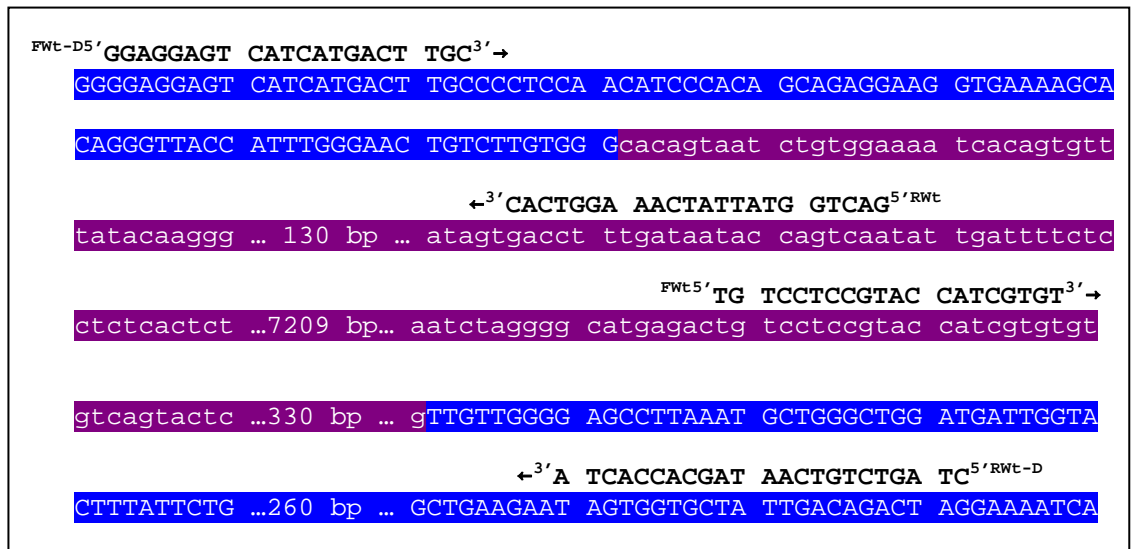 FWt-D5′GGAGGAGT CATCATGACT TGC3′→
GGGGAGGAGT CATCATGACT TGCCCCTCCA ACATCCCACA GCAGAGGAAG GTGAAAAGCA
CAGGGTTACC ATTTGGGAAC TGTCTTGTGG Gcacagtaat ctgtggaaaa tcacagtgtt
←3′CACTGGA AACTATTATG GTCAG5′RWt
tatacaaggg … 130 bp … atagtgacct ttgataatac cagtcaatat tgattttctc
FWt5′TG TCCTCCGTAC CATCGTGT3′→
ctctcactct …7209 bp… aatctagggg catgagactg tcctccgtac catcgtgtgt
gtcagtactc …330 bp … gTTGTTGGGG AGCCTTAAAT GCTGGGCTGG ATGATTGGTA
←3′A TCACCACGAT AACTGTCTGA TC5′RWt-D
CTTTATTCTG …260 bp … GCTGAAGAAT AGTGGTGCTA TTGACAGACT AGGAAAATCA